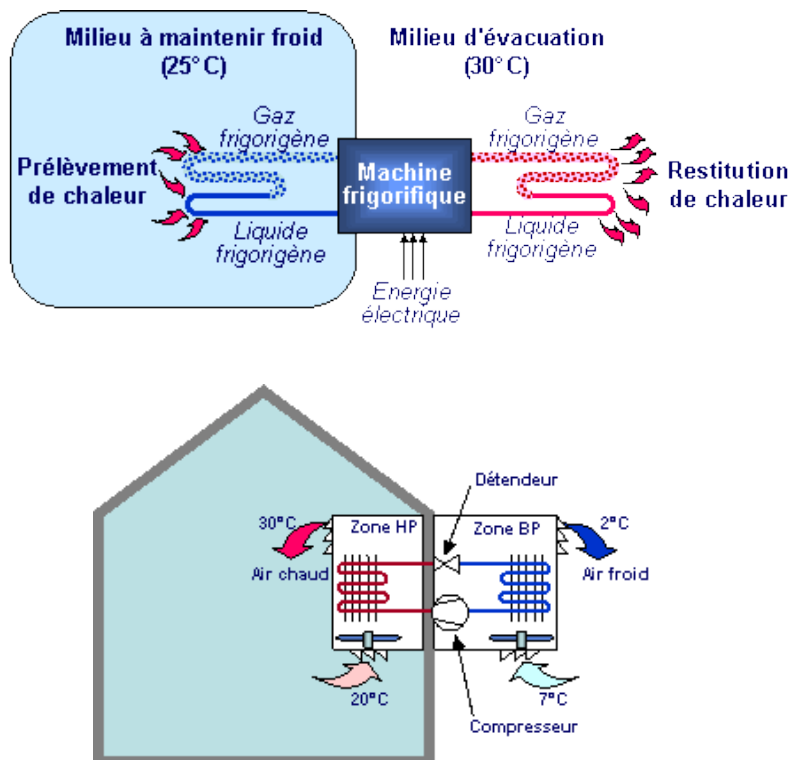 Milieu à maintenir froid
(25°C)
Milieu d'évacuation
(30°C)
Gaz
frigorigène
Gaz
frigorigène
Prélèvement
de chaleur
Machine
frigorifique
Restitution
de chaleur
Liquide
frigorigène
Liquide
frigorigène
Energie
électrique
Détendeur
30°C
Zone HP
Zone BP
2°C
Air chaud
Air froid
20°C
7°C
Compresseur